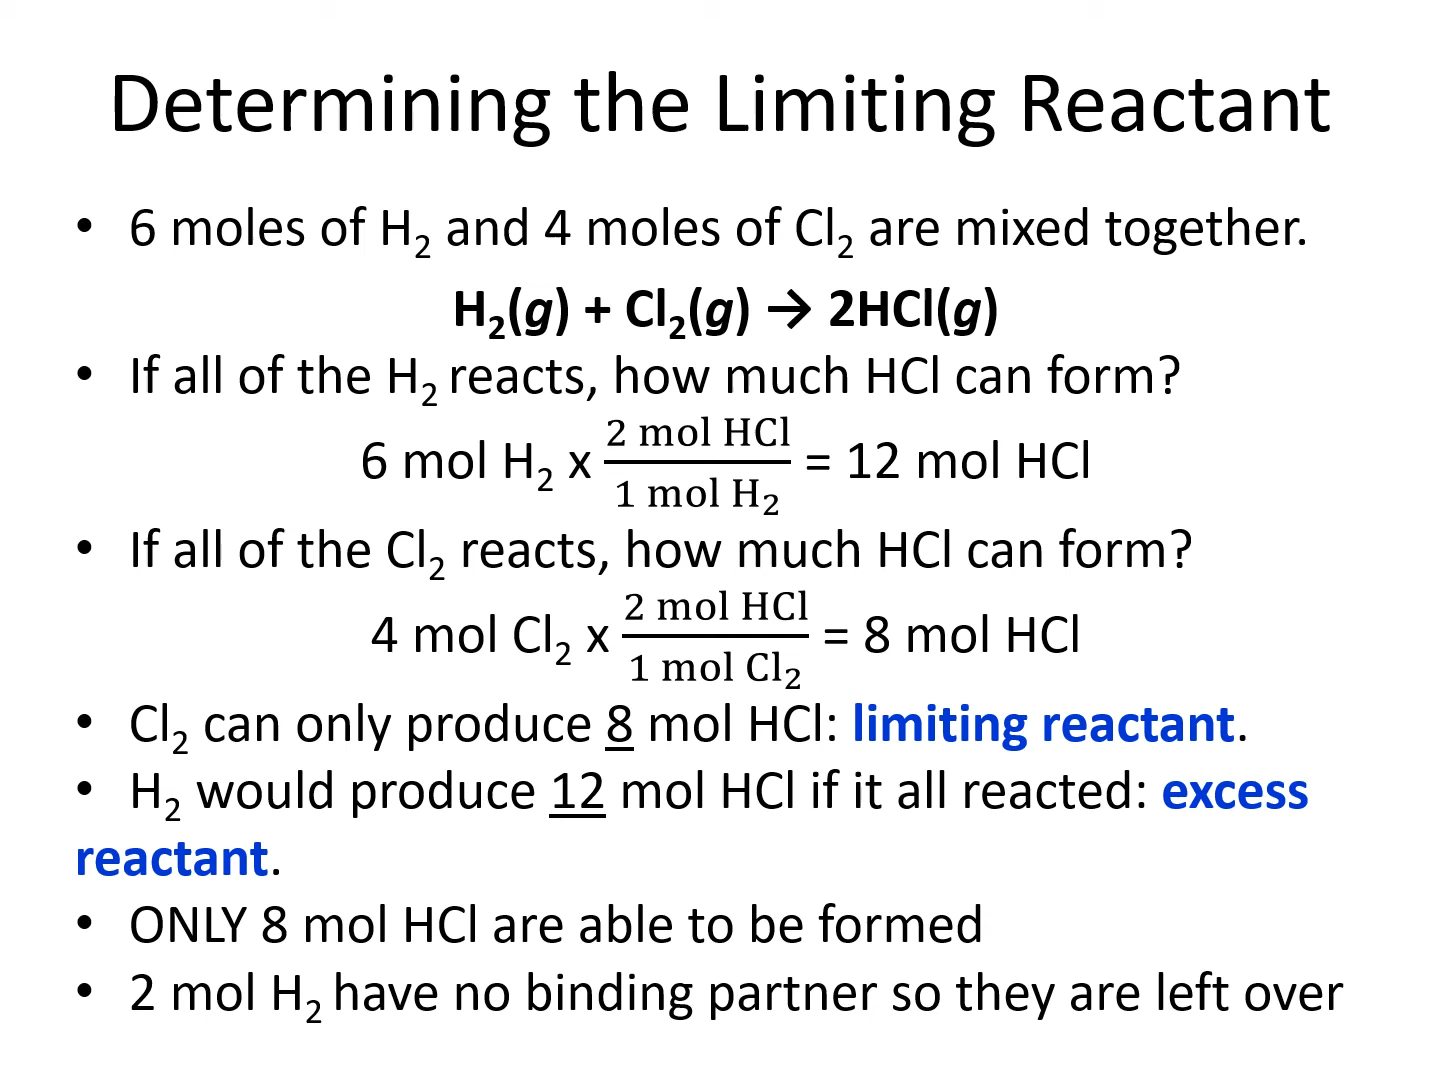 Determining the Limiting Reactant
• 6 moles of H₂ and 4 moles of Cl₂ are mixed together.
H₂(g) + Cl₂(g) → 2HCl(g)
• If all of the H₂ reacts, how much HCl can form?
6 mol H₂ x (2 mol HCl)/(1 mol H₂) = 12 mol HCl
• If all of the Cl₂ reacts, how much HCl can form?
4 mol Cl₂ x (2 mol HCl)/(1 mol Cl₂) = 8 mol HCl
• Cl₂ can only produce 8 mol HCl: limiting reactant.
• H₂ would produce 12 mol HCl if it all reacted: excess
reactant.
• ONLY 8 mol HCl are able to be formed
• 2 mol H₂ have no binding partner so they are left over